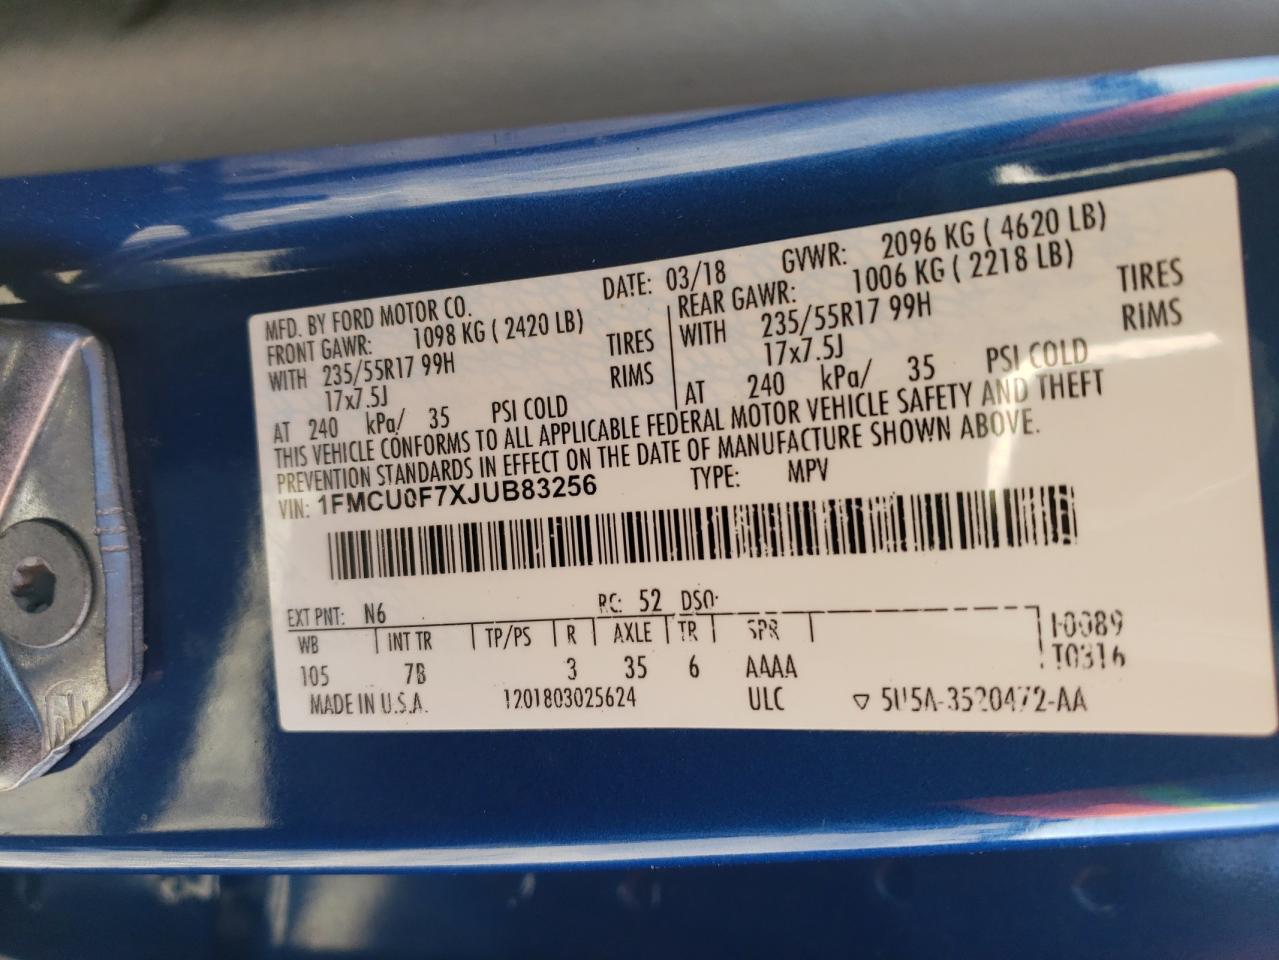 MFD. BY FORD MOTOR CO. DATE: 03/18 GVWR: 2096 KG ( 4620 LB)
FRONT GAWR: 1098 KG ( 2420 LB) REAR GAWR: 1006 KG ( 2218 LB)
WITH 235/55R17 99H TIRES WITH 235/55R17 99H TIRES
17x7.5J RIMS 17x7.5J RIMS
AT 240 kPa/ 35 PSI COLD AT 240 kPa/ 35 PSI COLD
THIS VEHICLE CONFORMS TO ALL APPLICABLE FEDERAL MOTOR VEHICLE SAFETY AND THEFT
PREVENTION STANDARDS IN EFFECT ON THE DATE OF MANUFACTURE SHOWN ABOVE.
VIN: 1FMCU0F7XJUB83256 TYPE: MPV
EXT PNT: N6 RC: 52 DSO:
WB INT TR TP/PS R AXLE TR SPR
105 7B 3 35 6 AAAA T0316
MADE IN U.S.A. 1201803025624 ULC ▽ 5U5A-3520472-AA